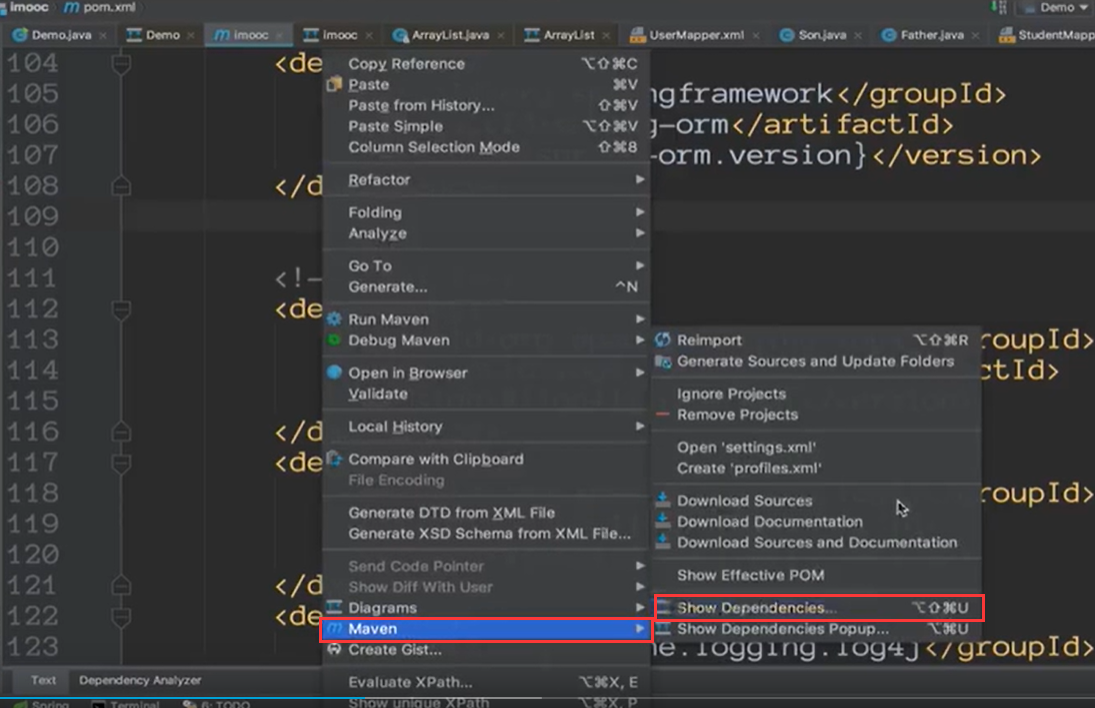 imooc pom.xml Demo
Demo.java Demo imooc imooc ArrayList.java ArrayList UserMapper.xml Son.java Father.java StudentMapp
104 <de
105 ngframework</groupId>
106 g-orm</artifactId>
107 -orm.version}</version>
108 </d
109
110
111 <!—
112 <de
113 roupId>
114 ctId>
115
116 </d
117 <de
118 roupId>
119
120
121 </d
122 <de
123 he.logging.log4j</groupId>
Copy Reference ⌥⇧⌘C
Paste ⌘V
Paste from History... ⇧⌘V
Paste Simple ⌥⇧⌘V
Column Selection Mode ⇧⌘8
Refactor
Folding
Analyze
Go To
Generate... ^N
Run Maven
Debug Maven
Open in Browser
Validate
Local History
Compare with Clipboard
File Encoding
Generate DTD from XML File
Generate XSD Schema from XML File...
Send Code Pointer
Show Diff With User
Diagrams
Maven
Create Gist...
Evaluate XPath... ⌥⌘X, E
Show unique XPath ⌥⌘X, P
Reimport ⌥⇧⌘R
Generate Sources and Update Folders
Ignore Projects
Remove Projects
Open 'settings.xml'
Create 'profiles.xml'
Download Sources
Download Documentation
Download Sources and Documentation
Show Effective POM
Show Dependencies... ⌥⇧⌘U
Show Dependencies Popup... ⌥⌘U
Text Dependency Analyzer
Spring Terminal 6: TODO